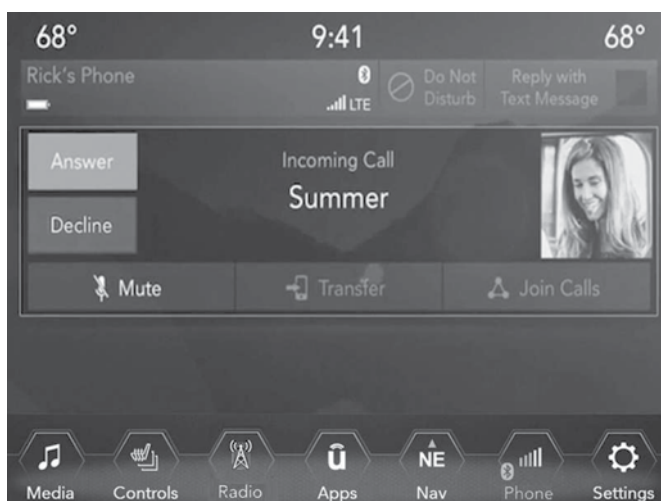 68° 9:41 68°
Rick's Phone
LTE
Do Not
Disturb
Reply with
Text Message
Answer
Incoming Call
Summer
Decline
Mute
Transfer
Join Calls
Media
Controls
Radio
û
Apps
NE
Nav
Phone
Settings